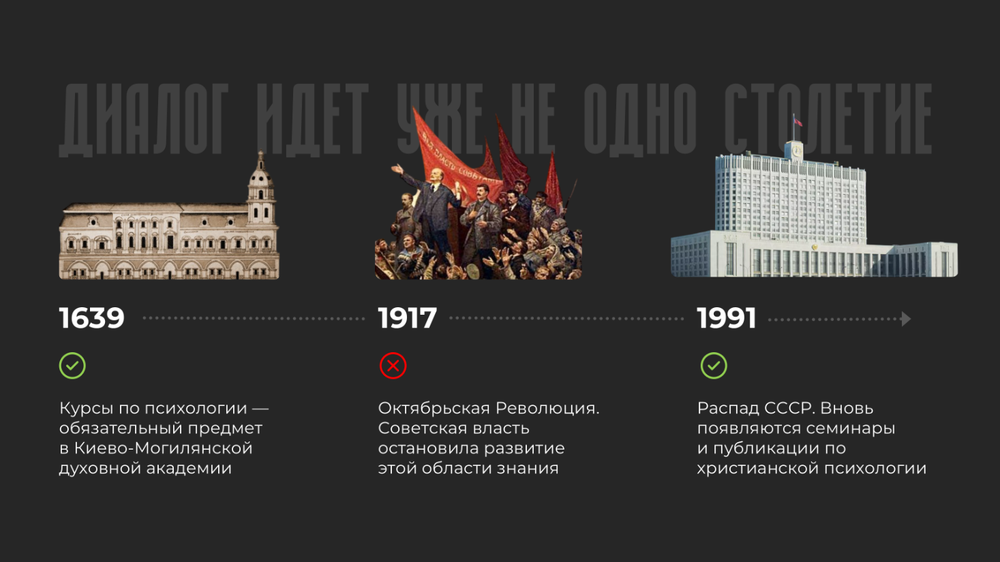 ДИАЛОГ ИДЕТ УЖЕ НЕ ОДНО СТОЛЕТИЕ
ВСЯ ВЛАСТЬ СОВЕТАМ
1639
1917
1991
Курсы по психологии —
обязательный предмет
в Киево-Могилянской
духовной академии
Октябрьская Революция.
Советская власть
остановила развитие
этой области знания
Распад СССР. Вновь
появляются семинары
и публикации по
христианской психологии